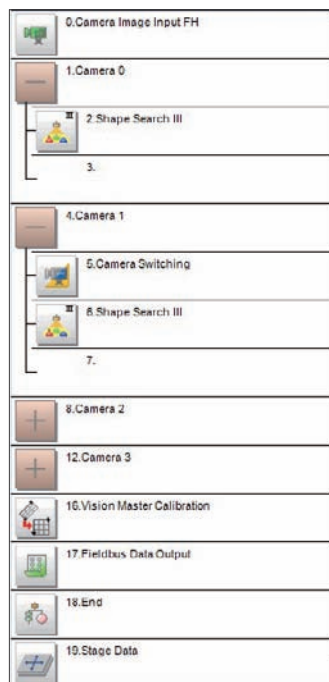 0.Camera Image Input FH
1.Camera 0
III
2.Shape Search III
3.
4.Camera 1
5.Camera Switching
III
6.Shape Search III
7.
8.Camera 2
12.Camera 3
16.Vision Master Calibration
17.Fieldbus Data Output
18.End
19.Stage Data